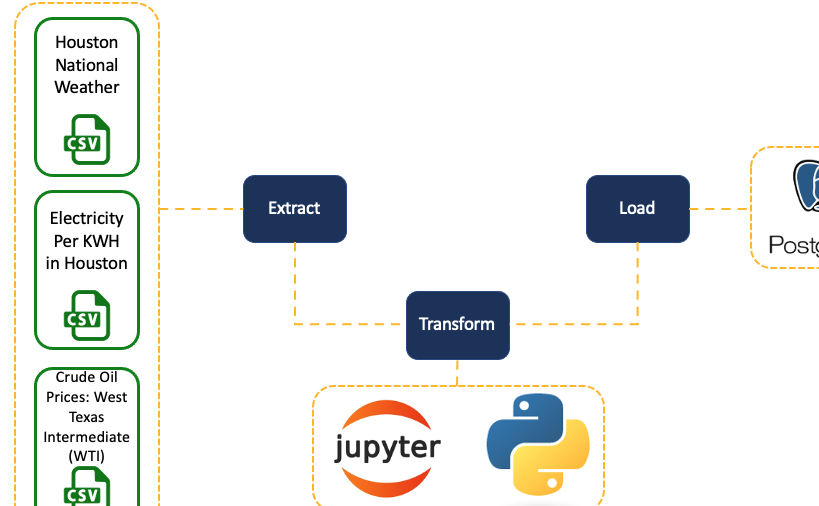 Houston
National
Weather
CSV
Electricity
Per KWH
in Houston
CSV
Crude Oil
Prices: West
Texas
Intermediate
(WTI)
CSV
Extract
Transform
Load
jupyter